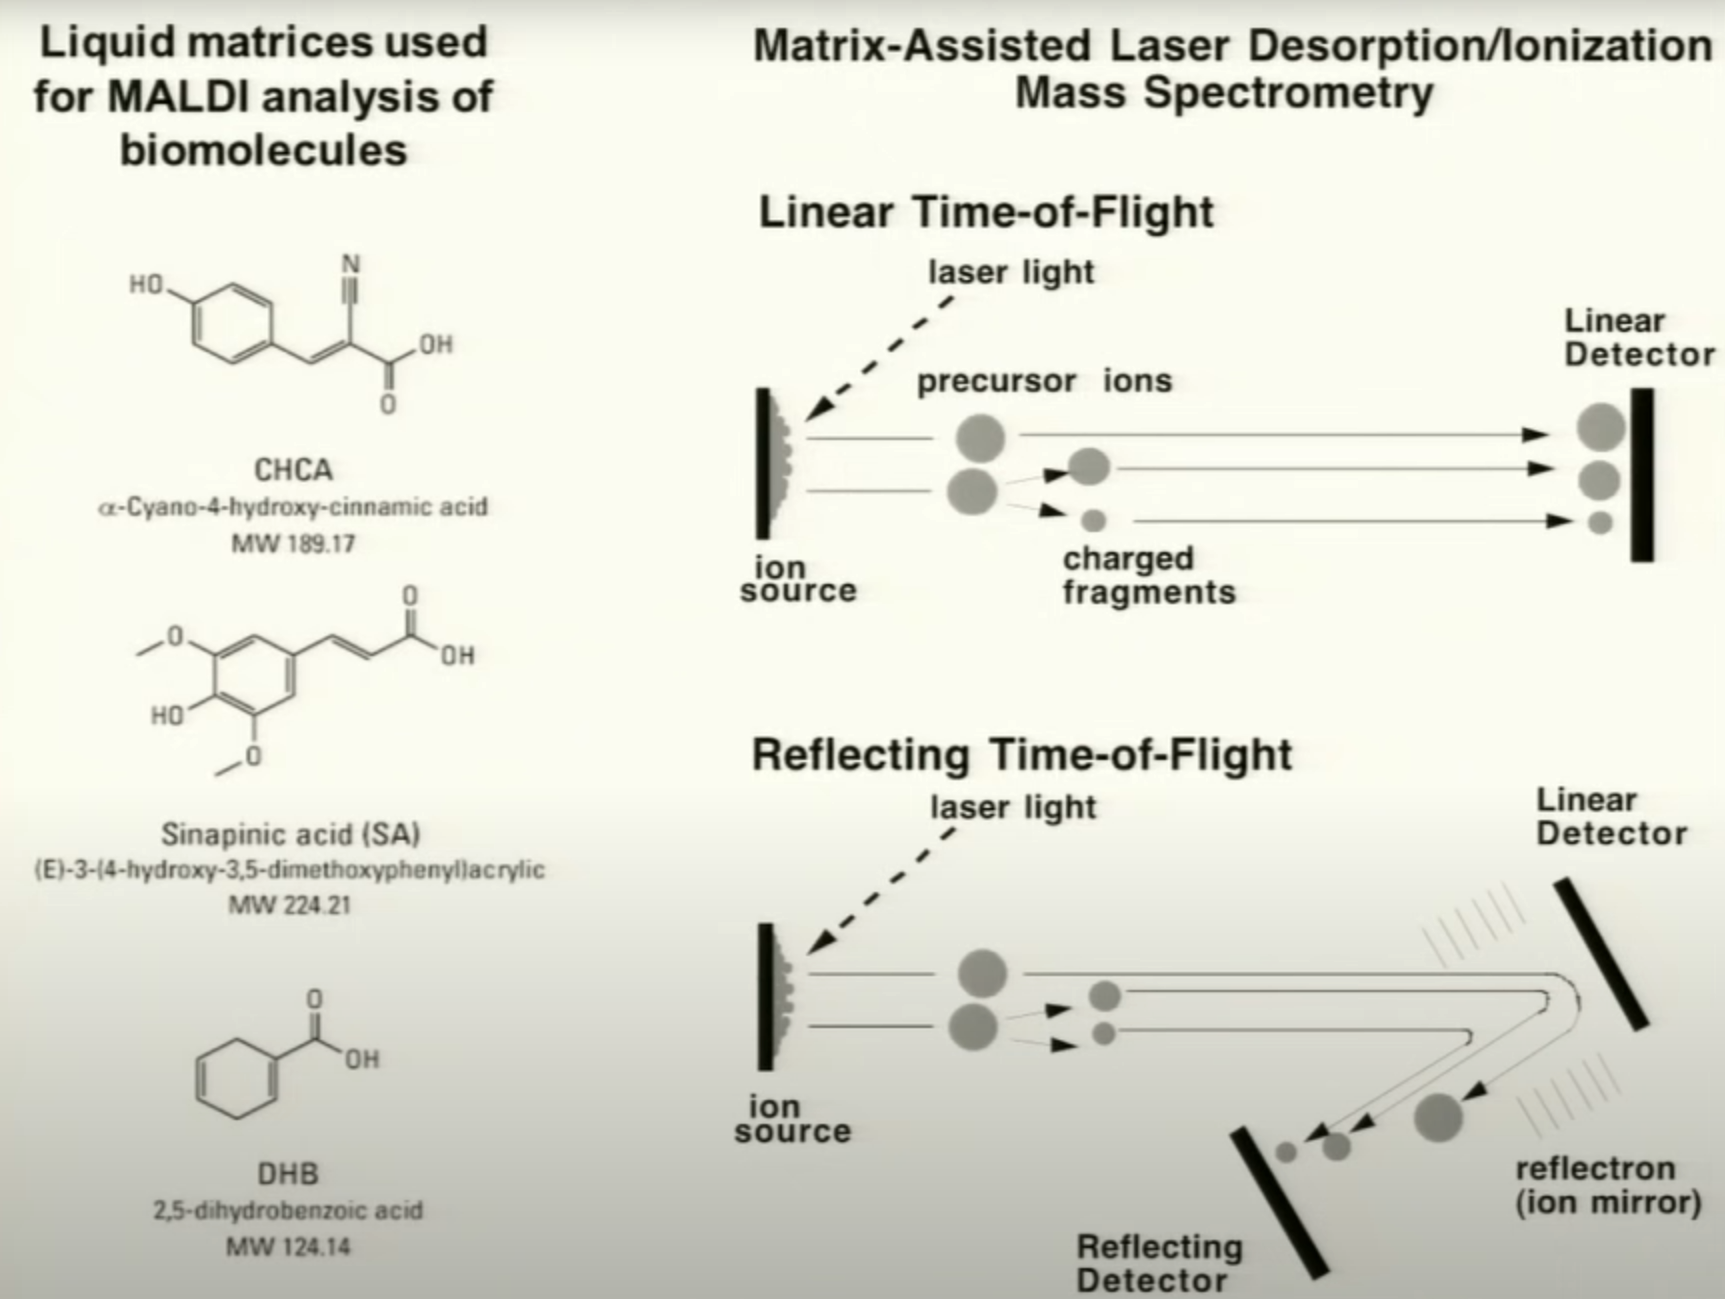 Liquid matrices used
for MALDI analysis of
biomolecules
N
HO
OH
O
CHCA
α-Cyano-4-hydroxy-cinnamic acid
MW 189.17
O
O
OH
HO
O
Sinapinic acid (SA)
(E)-3-(4-hydroxy-3,5-dimethoxyphenyl)acrylic
MW 224.21
O
OH
DHB
2,5-dihydrobenzoic acid
MW 124.14
Matrix-Assisted Laser Desorption/Ionization
Mass Spectrometry
Linear Time-of-Flight
laser light
Linear
Detector
precursor ions
ion
source
charged
fragments
Reflecting Time-of-Flight
laser light
Linear
Detector
ion
source
reflectron
(ion mirror)
Reflecting
Detector